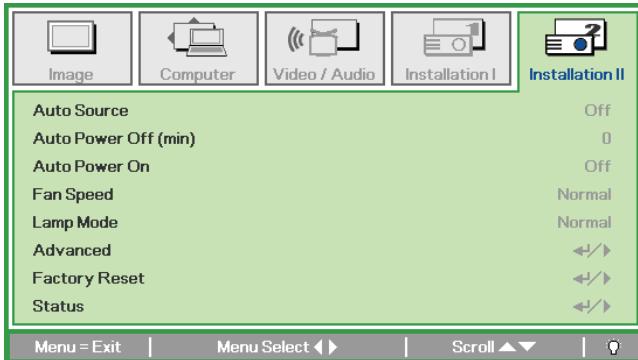 Image Computer Video / Audio Installation I Installation II
Auto Source Off
Auto Power Off (min) 0
Auto Power On Off
Fan Speed Normal
Lamp Mode Normal
Advanced
Factory Reset
Status
Menu = Exit Menu Select Scroll